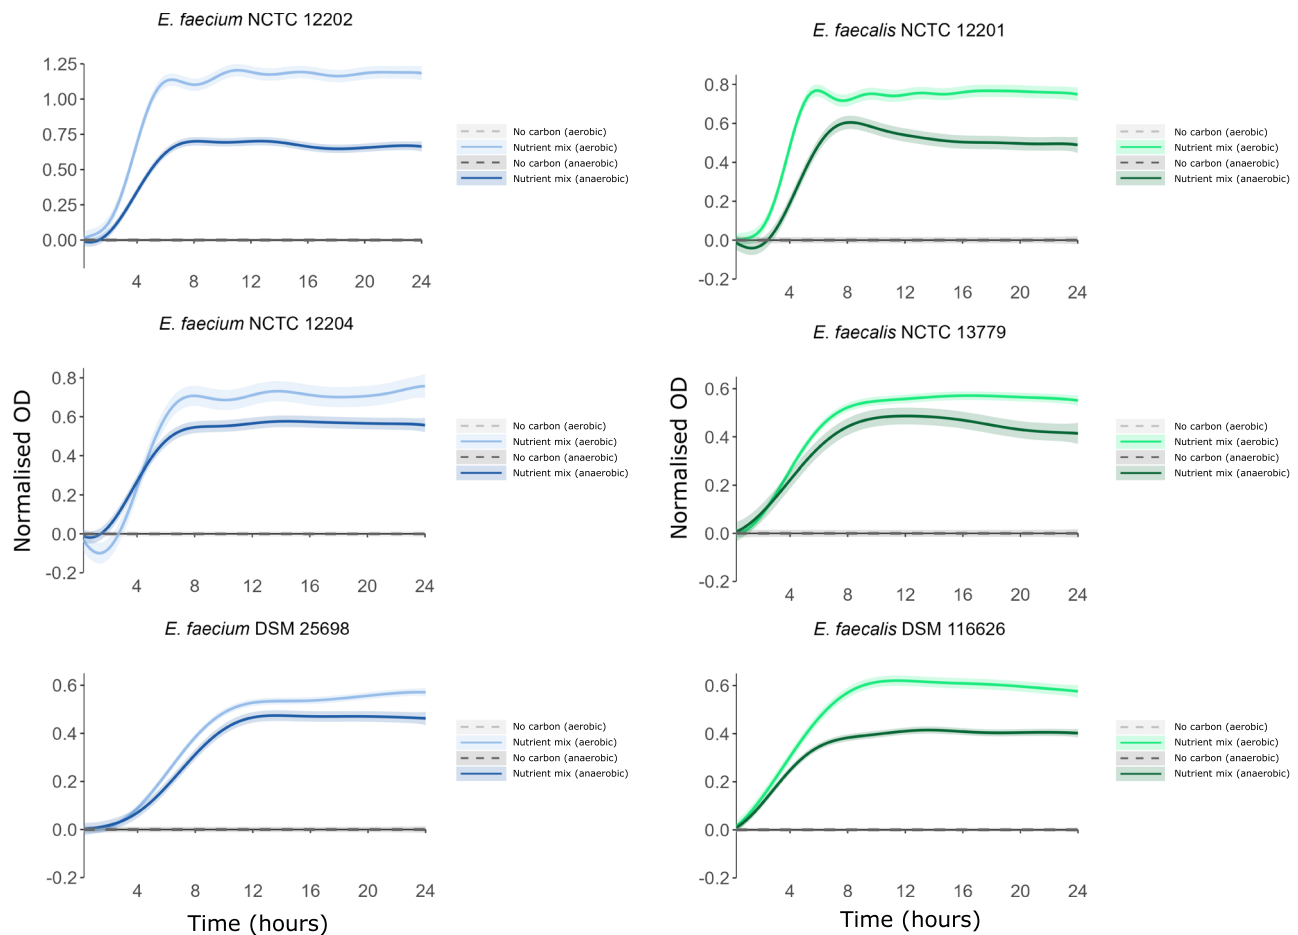 E. faecium NCTC 12202
1.25
1.00
0.75
0.50
0.25
0.00
4 8 12 16 20 24
No carbon (aerobic)
Nutrient mix (aerobic)
No carbon (anaerobic)
Nutrient mix (anaerobic)
E. faecalis NCTC 12201
0.8
0.6
0.4
0.2
0.0
-0.2
4 8 12 16 20 24
No carbon (aerobic)
Nutrient mix (aerobic)
No carbon (anaerobic)
Nutrient mix (anaerobic)
E. faecium NCTC 12204
Normalised OD
0.8
0.6
0.4
0.2
0.0
-0.2
4 8 12 16 20 24
No carbon (aerobic)
Nutrient mix (aerobic)
No carbon (anaerobic)
Nutrient mix (anaerobic)
E. faecalis NCTC 13779
Normalised OD
0.6
0.4
0.2
0.0
-0.2
4 8 12 16 20 24
No carbon (aerobic)
Nutrient mix (aerobic)
No carbon (anaerobic)
Nutrient mix (anaerobic)
E. faecium DSM 25698
0.6
0.4
0.2
0.0
-0.2
4 8 12 16 20 24
Time (hours)
No carbon (aerobic)
Nutrient mix (aerobic)
No carbon (anaerobic)
Nutrient mix (anaerobic)
E. faecalis DSM 116626
0.6
0.4
0.2
0.0
-0.2
4 8 12 16 20 24
Time (hours)
No carbon (aerobic)
Nutrient mix (aerobic)
No carbon (anaerobic)
Nutrient mix (anaerobic)